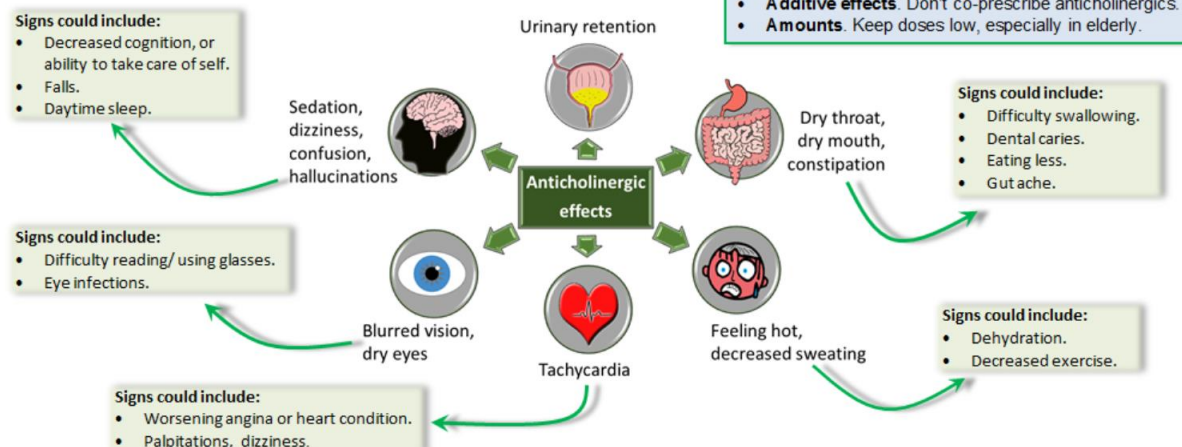 Additive effects. Don't co-prescribe anticholinergics.
Amounts. Keep doses low, especially in elderly.
Signs could include:
• Decreased cognition, or
ability to take care of self.
• Falls.
• Daytime sleep.
Urinary retention
Sedation,
dizziness,
confusion,
hallucinations
Dry throat,
dry mouth,
constipation
Signs could include:
• Difficulty swallowing.
• Dental caries.
• Eating less.
• Gut ache.
Anticholinergic
effects
Signs could include:
• Difficulty reading/ using glasses.
• Eye infections.
Blurred vision,
dry eyes
Tachycardia
Feeling hot,
decreased sweating
Signs could include:
• Dehydration.
• Decreased exercise.
Signs could include:
• Worsening angina or heart condition.
• Palpitations, dizziness.